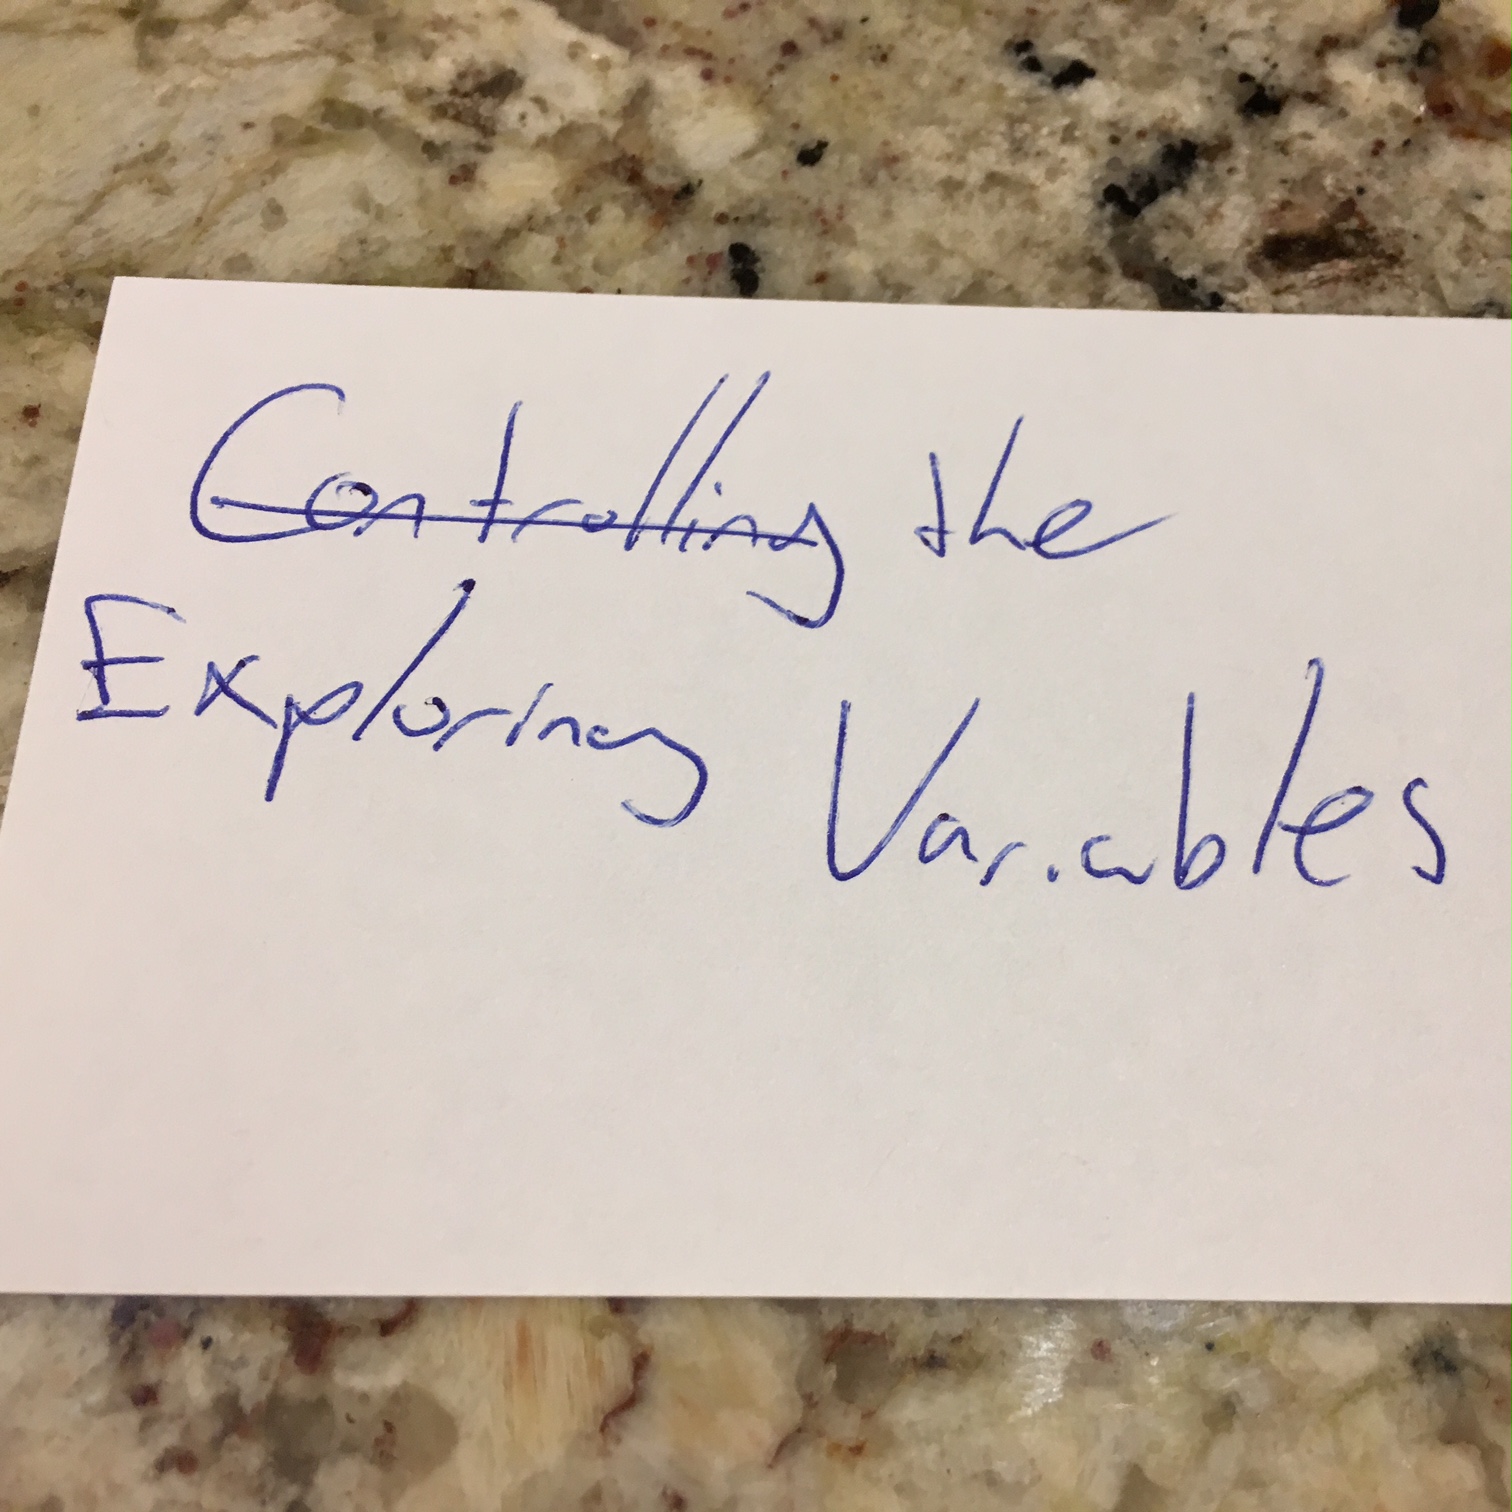 Controlling the
Exploring Variables